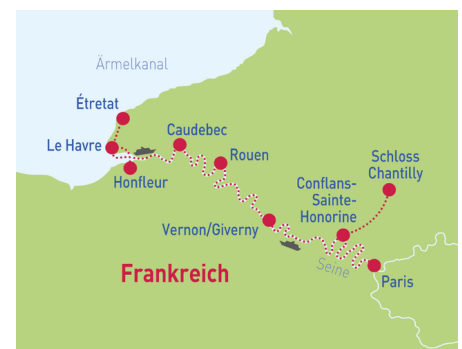 Ärmelkanal
Étretat
Le Havre
Caudebec
Honfleur
Rouen
Schloss
Chantilly
Conflans-
Sainte-
Honorine
Vernon/Giverny
Seine
Paris
Frankreich